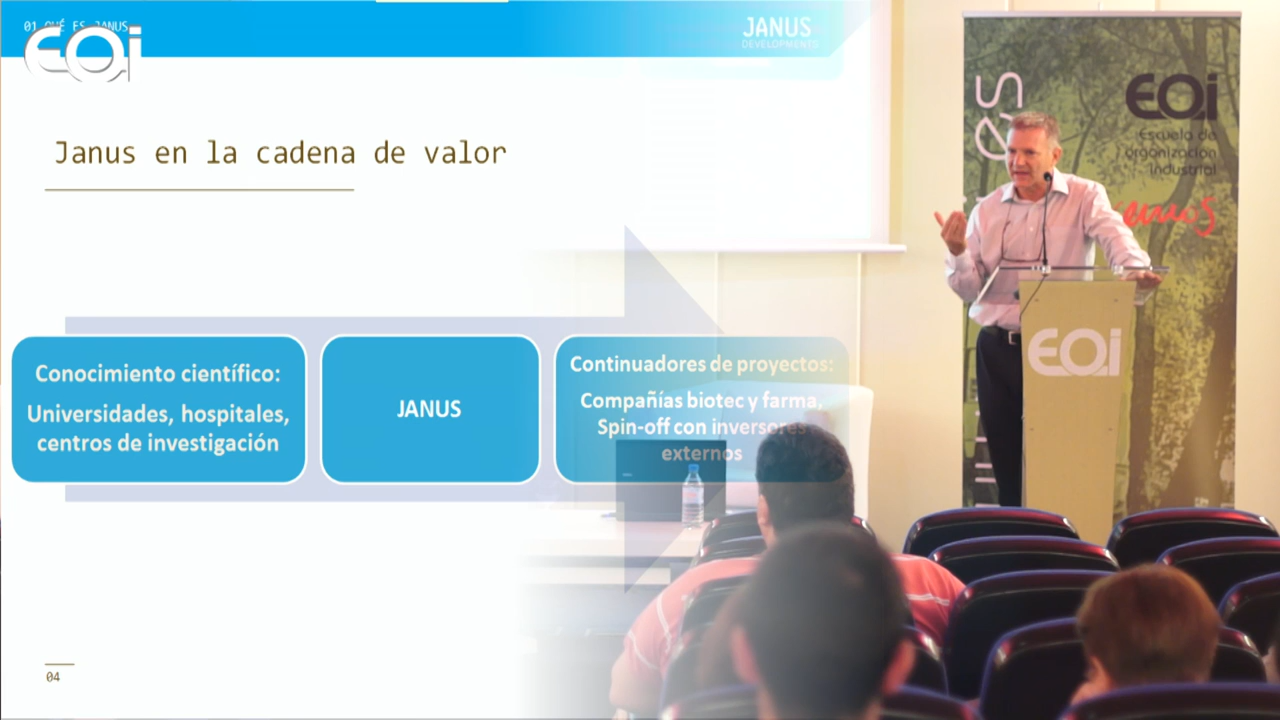 01 QUÉ ES JANUS
EOi
JANUS
DEVELOPMENTS
Janus en la cadena de valor
Conocimiento científico:
Universidades, hospitales,
centros de investigación
JANUS
Continuadores de proyectos:
Compañías biotec y farma,
Spin-off con inversores
externos
04
EOi
Escuela de
organización
industrial
emos
es
EOi